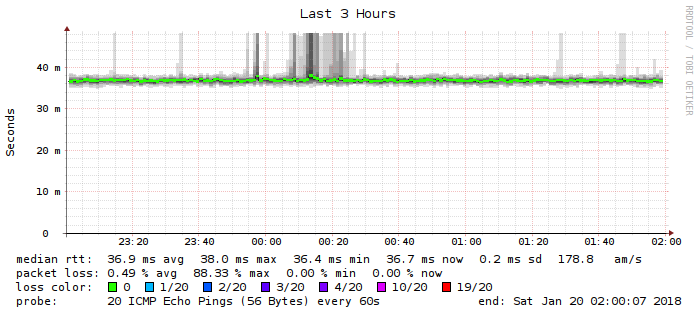 Last 3 Hours
RRDTOOL / TOBI OETIKER
Seconds
40 m
30 m
20 m
10 m
0
23:20 23:40 00:00 00:20 00:40 01:00 01:20 01:40 02:00
median rtt: 36.9 ms avg 38.0 ms max 36.4 ms min 36.7 ms now 0.2 ms sd 178.8 am/s
packet loss: 0.49 % avg 88.33 % max 0.00 % min 0.00 % now
loss color: 0 1/20 2/20 3/20 4/20 10/20 19/20
probe: 20 ICMP Echo Pings (56 Bytes) every 60s end: Sat Jan 20 02:00:07 2018